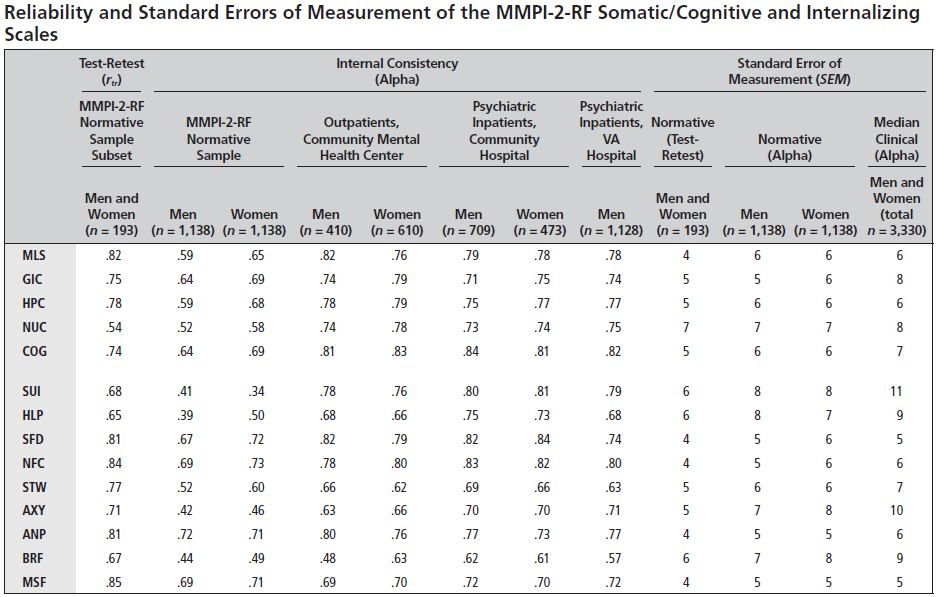 Reliability and Standard Errors of Measurement of the MMPI-2-RF Somatic/Cognitive and Internalizing
Scales
Test-Retest (rtr) Internal Consistency (Alpha) Standard Error of Measurement (SEM)
MMPI-2-RF Normative Sample Subset MMPI-2-RF Normative Sample Outpatients, Community Mental Health Center Psychiatric Inpatients, Community Hospital Psychiatric Inpatients, VA Hospital Normative (Test-Retest) Normative (Alpha) Median Clinical (Alpha)
Men and Women (n = 193) Men (n = 1,138) Women (n = 1,138) Men (n = 410) Women (n = 610) Men (n = 709) Women (n = 473) Men (n = 1,128) Men and Women (n = 193) Men (n = 1,138) Women (n = 1,138) Men and Women (total n = 3,330)
MLS .82 .59 .65 .82 .76 .79 .78 .78 4 6 6 6
GIC .75 .64 .69 .74 .79 .71 .75 .74 5 5 6 8
HPC .78 .59 .68 .78 .79 .75 .77 .77 5 6 6 6
NUC .54 .52 .58 .74 .78 .73 .74 .75 7 7 7 8
COG .74 .64 .69 .81 .83 .84 .81 .82 5 6 6 7
SUI .68 .41 .34 .78 .76 .80 .81 .79 6 8 8 11
HLP .65 .39 .50 .68 .66 .75 .73 .68 6 8 7 9
SFD .81 .67 .72 .82 .79 .82 .84 .74 4 5 6 5
NFC .84 .69 .73 .78 .80 .83 .82 .80 4 5 6 6
STW .77 .52 .60 .66 .62 .69 .66 .63 5 6 6 7
AXY .71 .42 .46 .63 .66 .70 .70 .71 5 7 8 10
ANP .81 .72 .71 .80 .76 .77 .73 .77 4 5 5 6
BRF .67 .44 .49 .48 .63 .62 .61 .57 6 7 8 9
MSF .85 .69 .71 .69 .70 .72 .70 .72 4 5 5 5